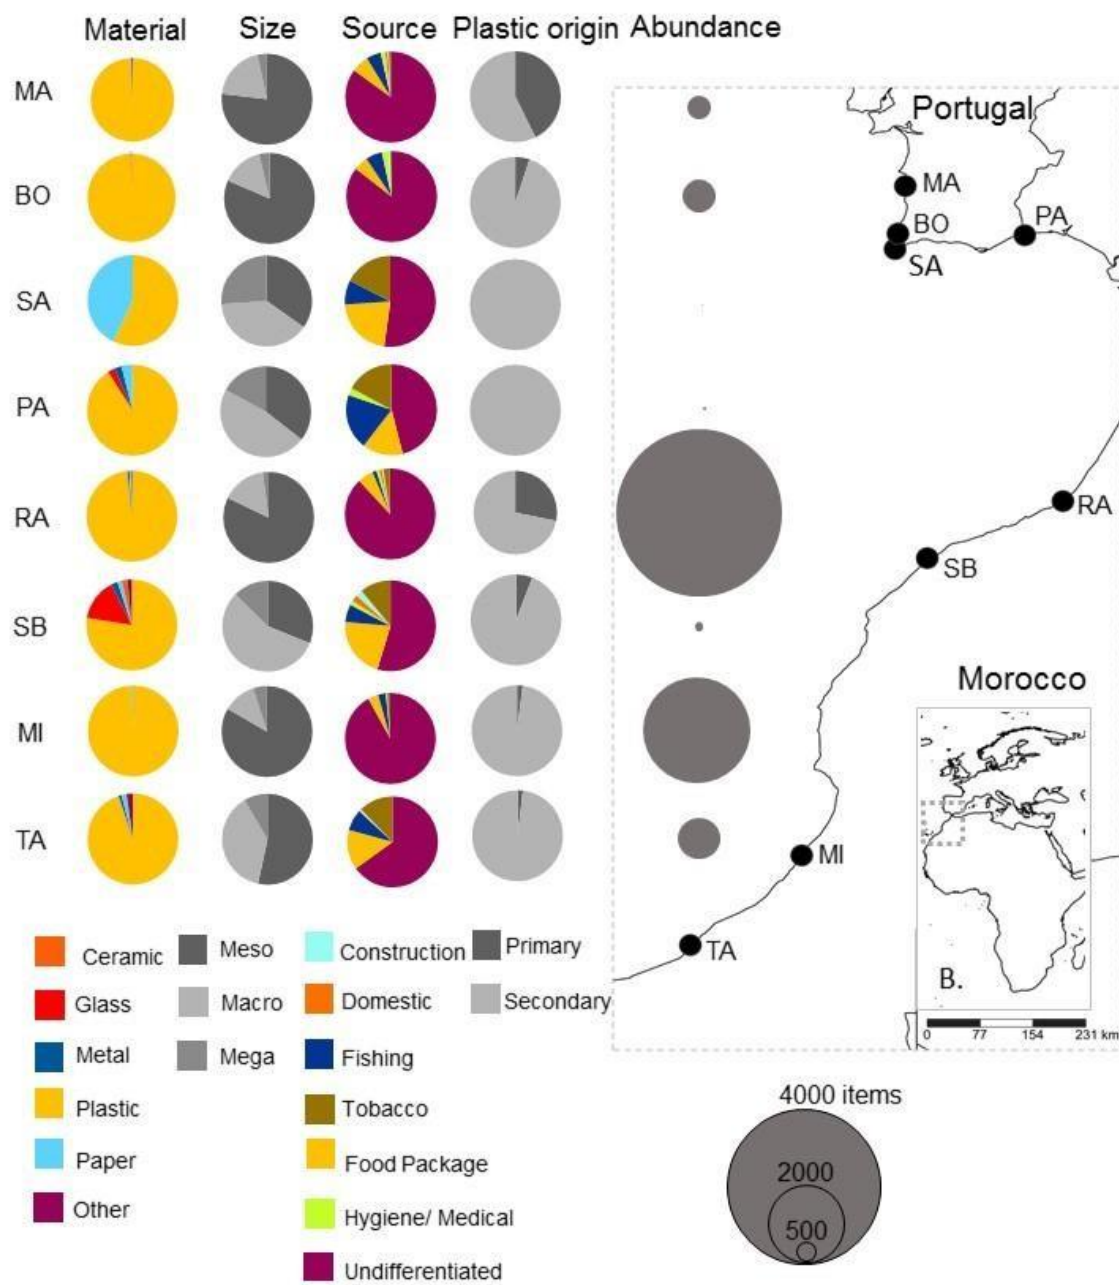 Material Size Source Plastic origin Abundance
MA
BO
SA
PA
RA
SB
MI
TA
Portugal
MA
BO
SA
PA
RA
SB
Morocco
MI
TA
B.
0 77 154 231 km
Ceramic
Glass
Metal
Plastic
Paper
Other
Meso
Macro
Mega
Construction
Domestic
Fishing
Tobacco
Food Package
Hygiene/ Medical
Undifferentiated
Primary
Secondary
4000 items
2000
500